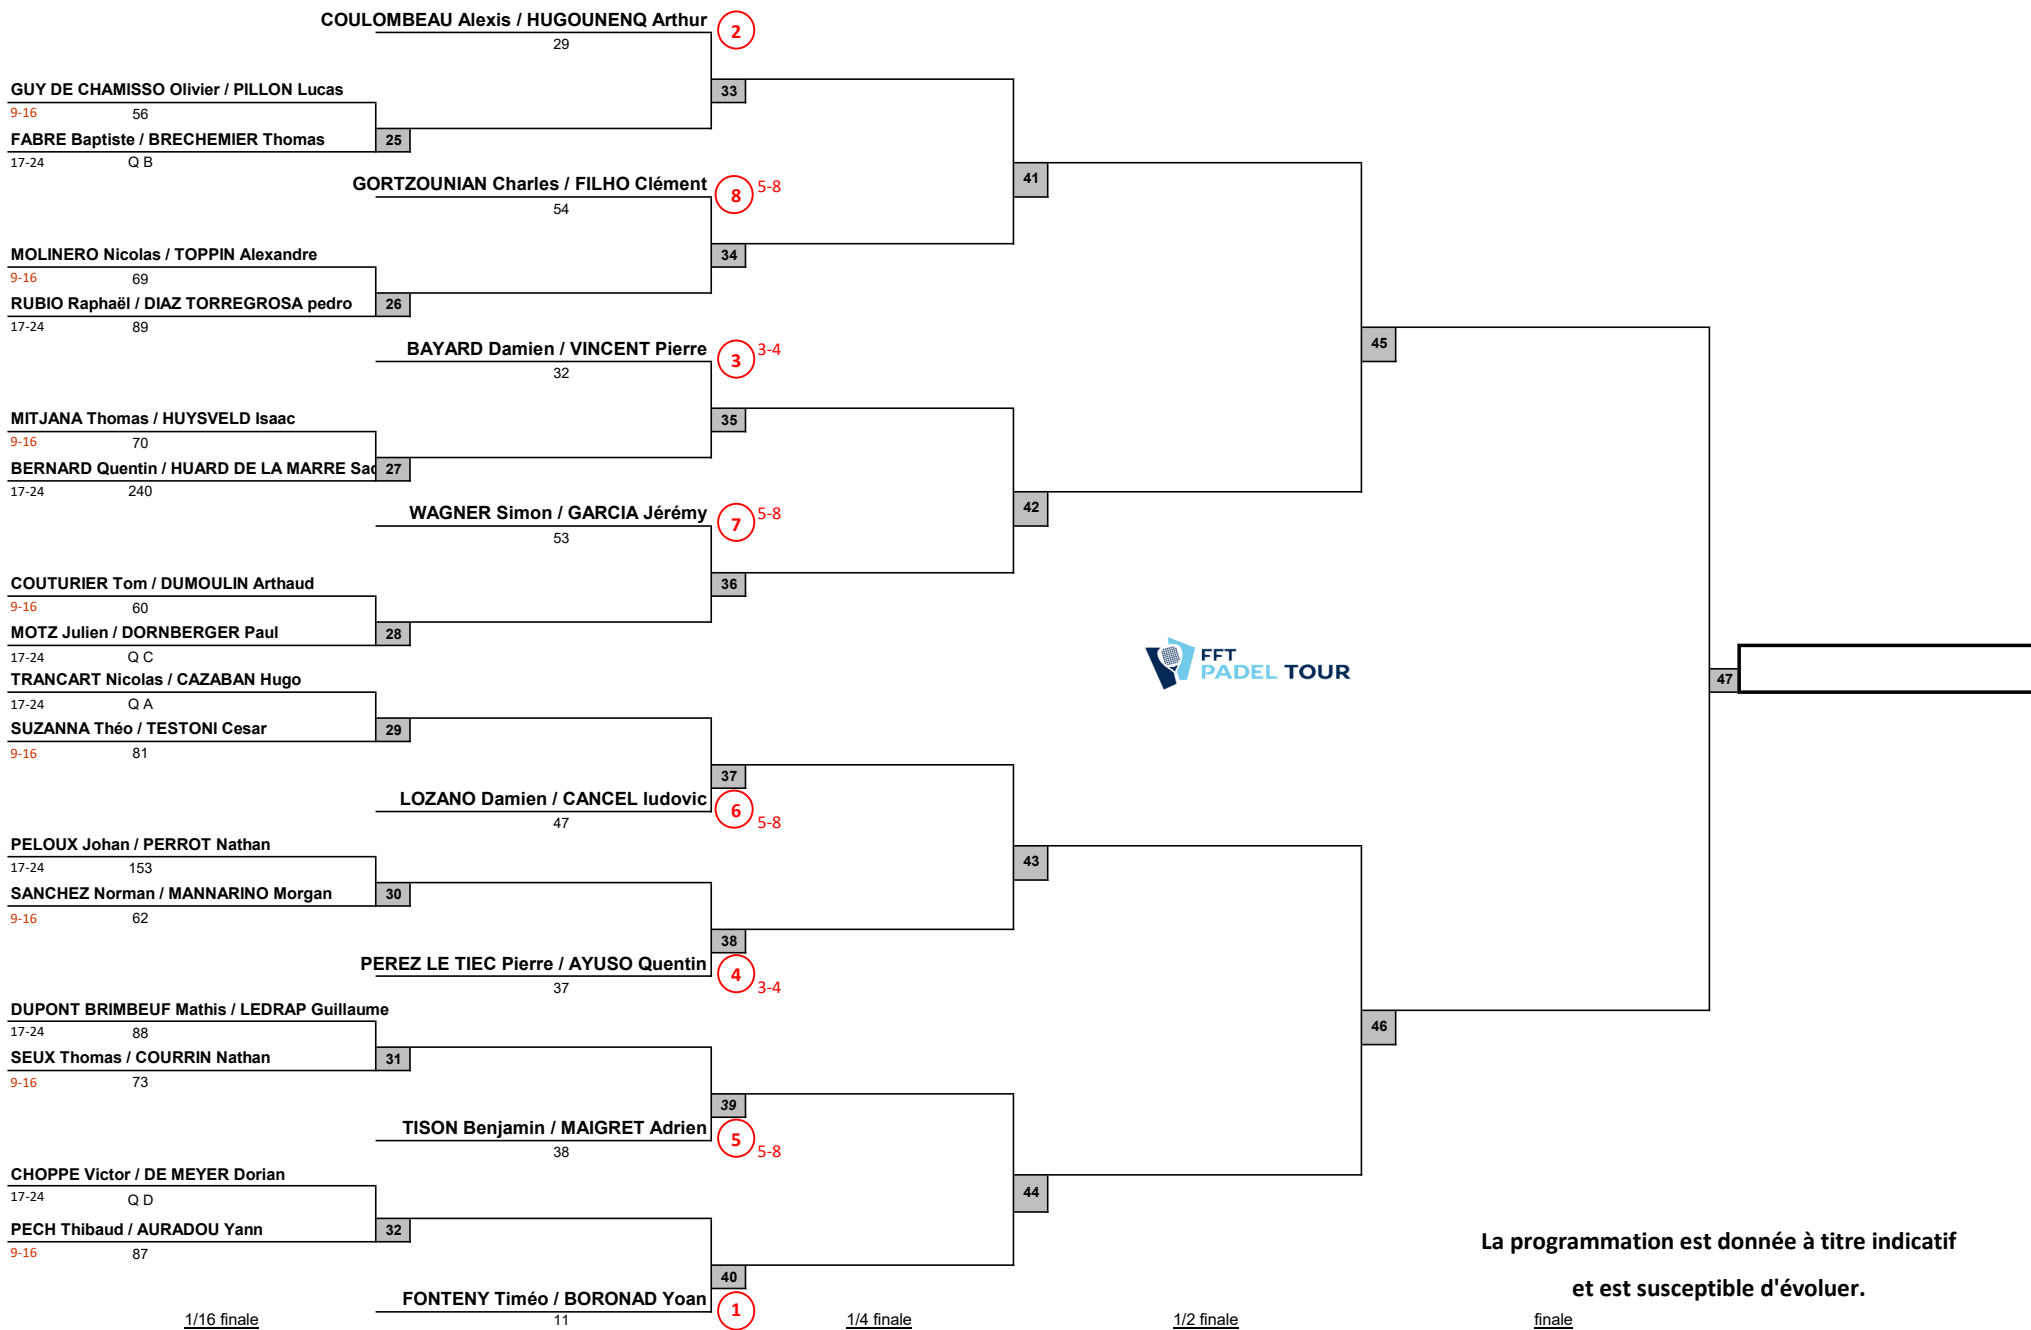 COULOMBEAU Alexis / HUGOUNENQ Arthur
2
29
GUY DE CHAMISSO Olivier / PILLON Lucas
33
9-16 56
FABRE Baptiste / BRECHEMIER Thomas
25
17-24 Q B
GORTZOUNIAN Charles / FILHO Clément
8 5-8
41
54
MOLINERO Nicolas / TOPPIN Alexandre
34
9-16 69
RUBIO Raphaël / DIAZ TORREGROSA pedro
26
17-24 89
BAYARD Damien / VINCENT Pierre
3 3-4
45
32
MITJANA Thomas / HUYSVELD Isaac
35
9-16 70
BERNARD Quentin / HUARD DE LA MARRE Sac
27
17-24 240
WAGNER Simon / GARCIA Jérémy
7 5-8
42
53
COUTURIER Tom / DUMOULIN Arthaud
36
9-16 60
MOTZ Julien / DORNBERGER Paul
28
17-24 Q C
FFT
PADEL TOUR
TRANCART Nicolas / CAZABAN Hugo
47
17-24 Q A
SUZANNA Théo / TESTONI Cesar
29
9-16 81
37
LOZANO Damien / CANCEL ludovic
6 5-8
47
PELOUX Johan / PERROT Nathan
43
17-24 153
SANCHEZ Norman / MANNARINO Morgan
30
9-16 62
38
PEREZ LE TIEC Pierre / AYUSO Quentin
4 3-4
37
DUPONT BRIMBEUF Mathis / LEDRAP Guillaume
46
17-24 88
SEUX Thomas / COURRIN Nathan
31
9-16 73
39
TISON Benjamin / MAIGRET Adrien
5 5-8
38
CHOPPE Victor / DE MEYER Dorian
44
17-24 Q D
PECH Thibaud / AURADOU Yann
32
9-16 87
La programmation est donnée à titre indicatif
et est susceptible d'évoluer.
40
FONTENY Timéo / BORONAD Yoan
1
11
1/16 finale 1/4 finale 1/2 finale finale